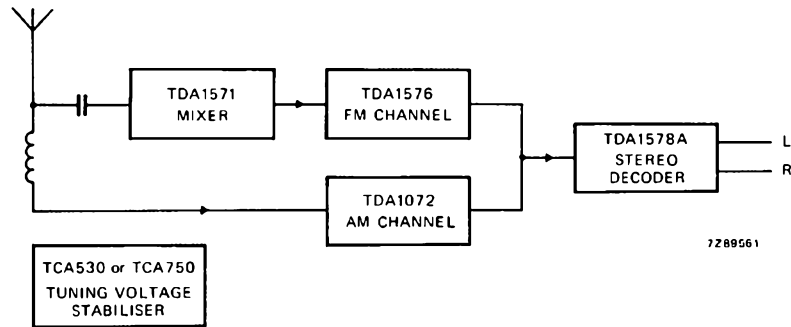 TDA1571
MIXER
TDA1576
FM CHANNEL
TDA1578A
STEREO
DECODER
L
R
TDA1072
AM CHANNEL
7Z89561
TCA530 or TCA750
TUNING VOLTAGE
STABILISER